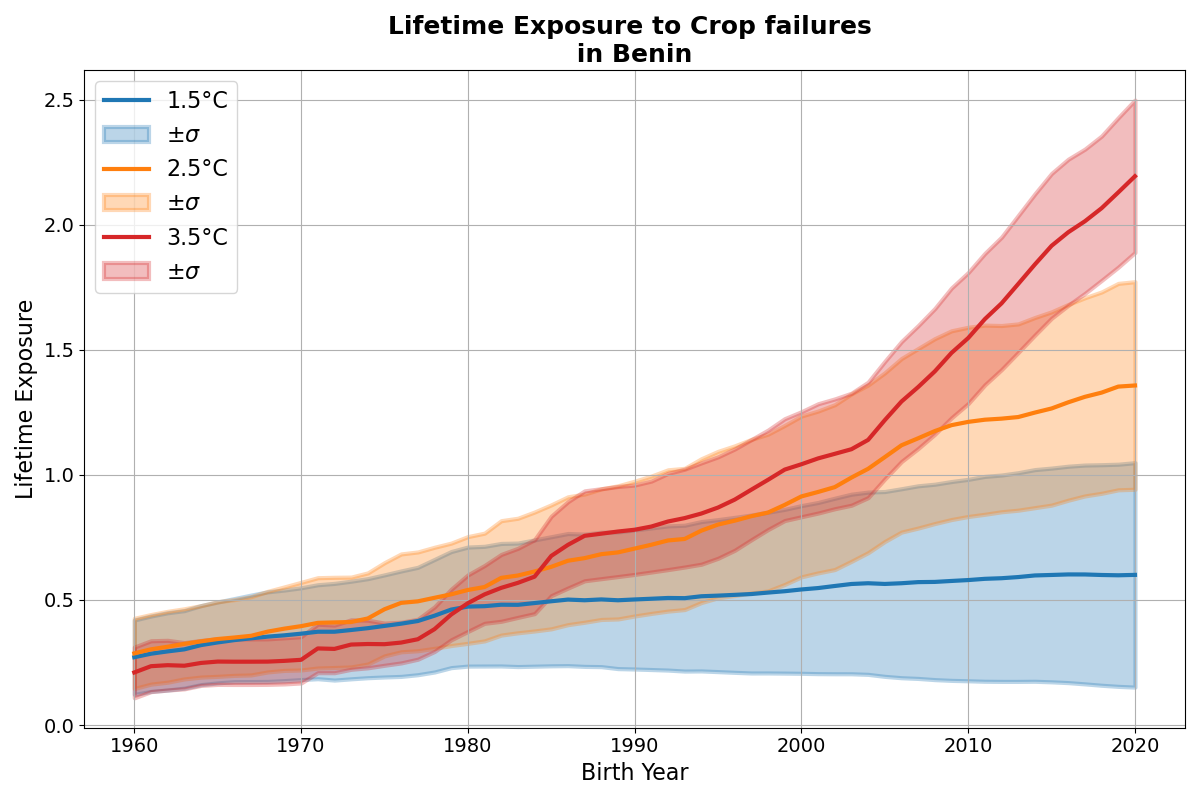 Lifetime Exposure to Crop failures
in Benin
1.5°C
±σ
2.5°C
±σ
3.5°C
±σ
Lifetime Exposure
2.5
2.0
1.5
1.0
0.5
0.0
1960 1970 1980 1990 2000 2010 2020
Birth Year